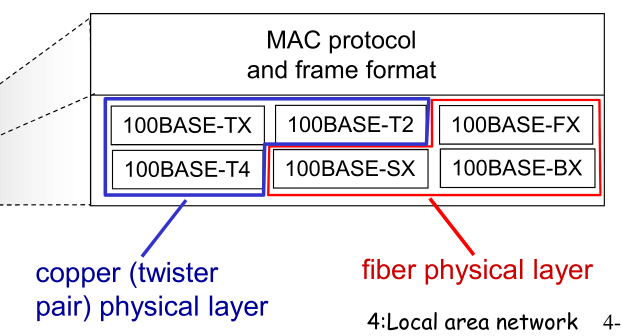 MAC protocol
and frame format
100BASE-TX
100BASE-T2
100BASE-FX
100BASE-T4
100BASE-SX
100BASE-BX
copper (twister
pair) physical layer
fiber physical layer
4:Local area network 4-